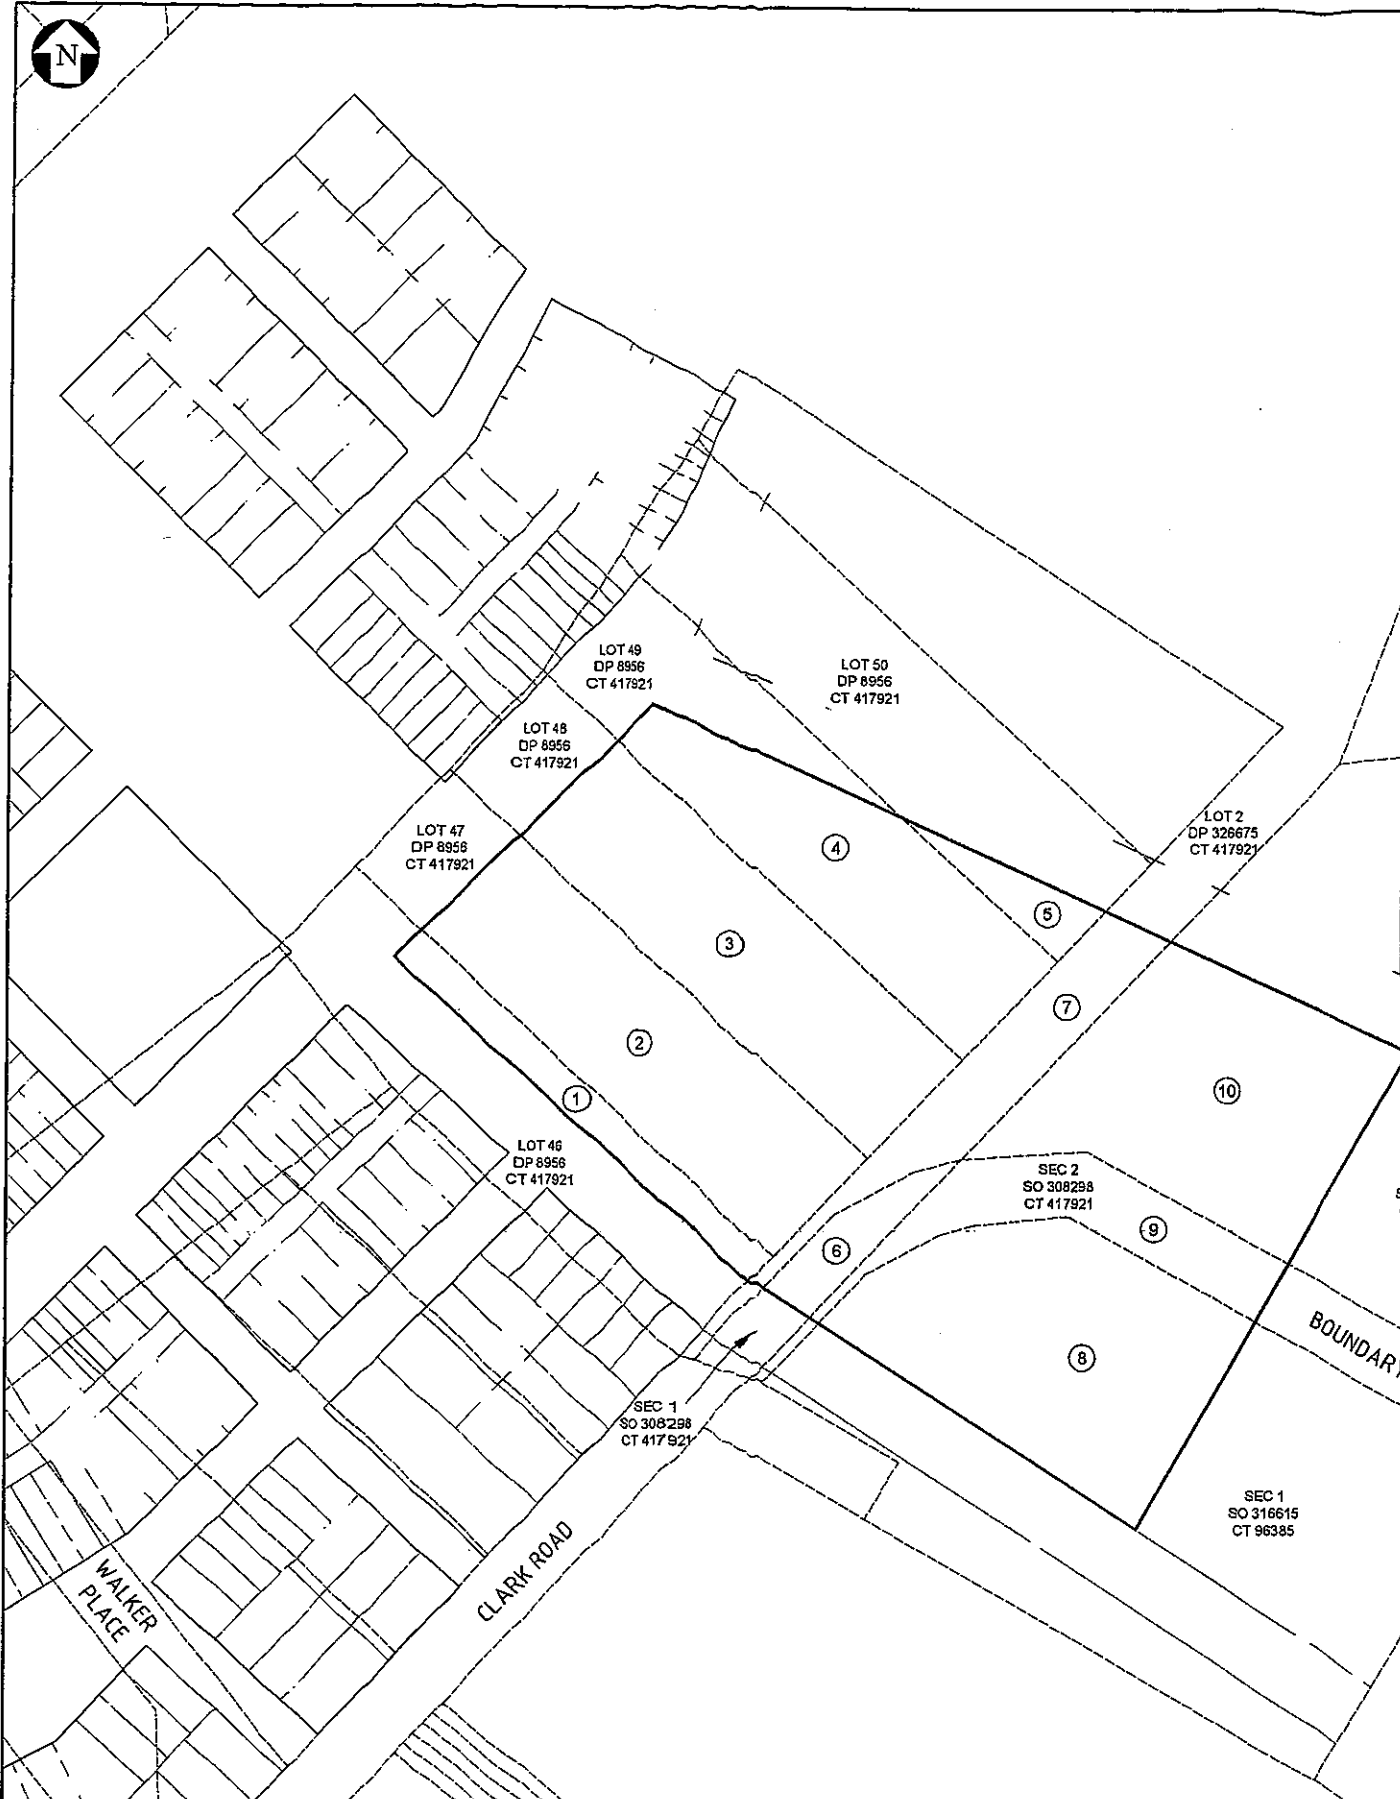 N
LOT 49
DP 8956
CT 417921
LOT 50
DP 8956
CT 417921
LOT 48
DP 8956
CT 417921
LOT 47
DP 8956
CT 417921
LOT 2
DP 326675
CT 417921
4
5
3
7
2
10
1
LOT 46
DP 8956
CT 417921
SEC 2
SO 308298
CT 417921
9
6
BOUNDAR
8
SEC 1
SO 308298
CT 417921
SEC 1
SO 316615
CT 96385
CLARK ROAD
WALKER
PLACE